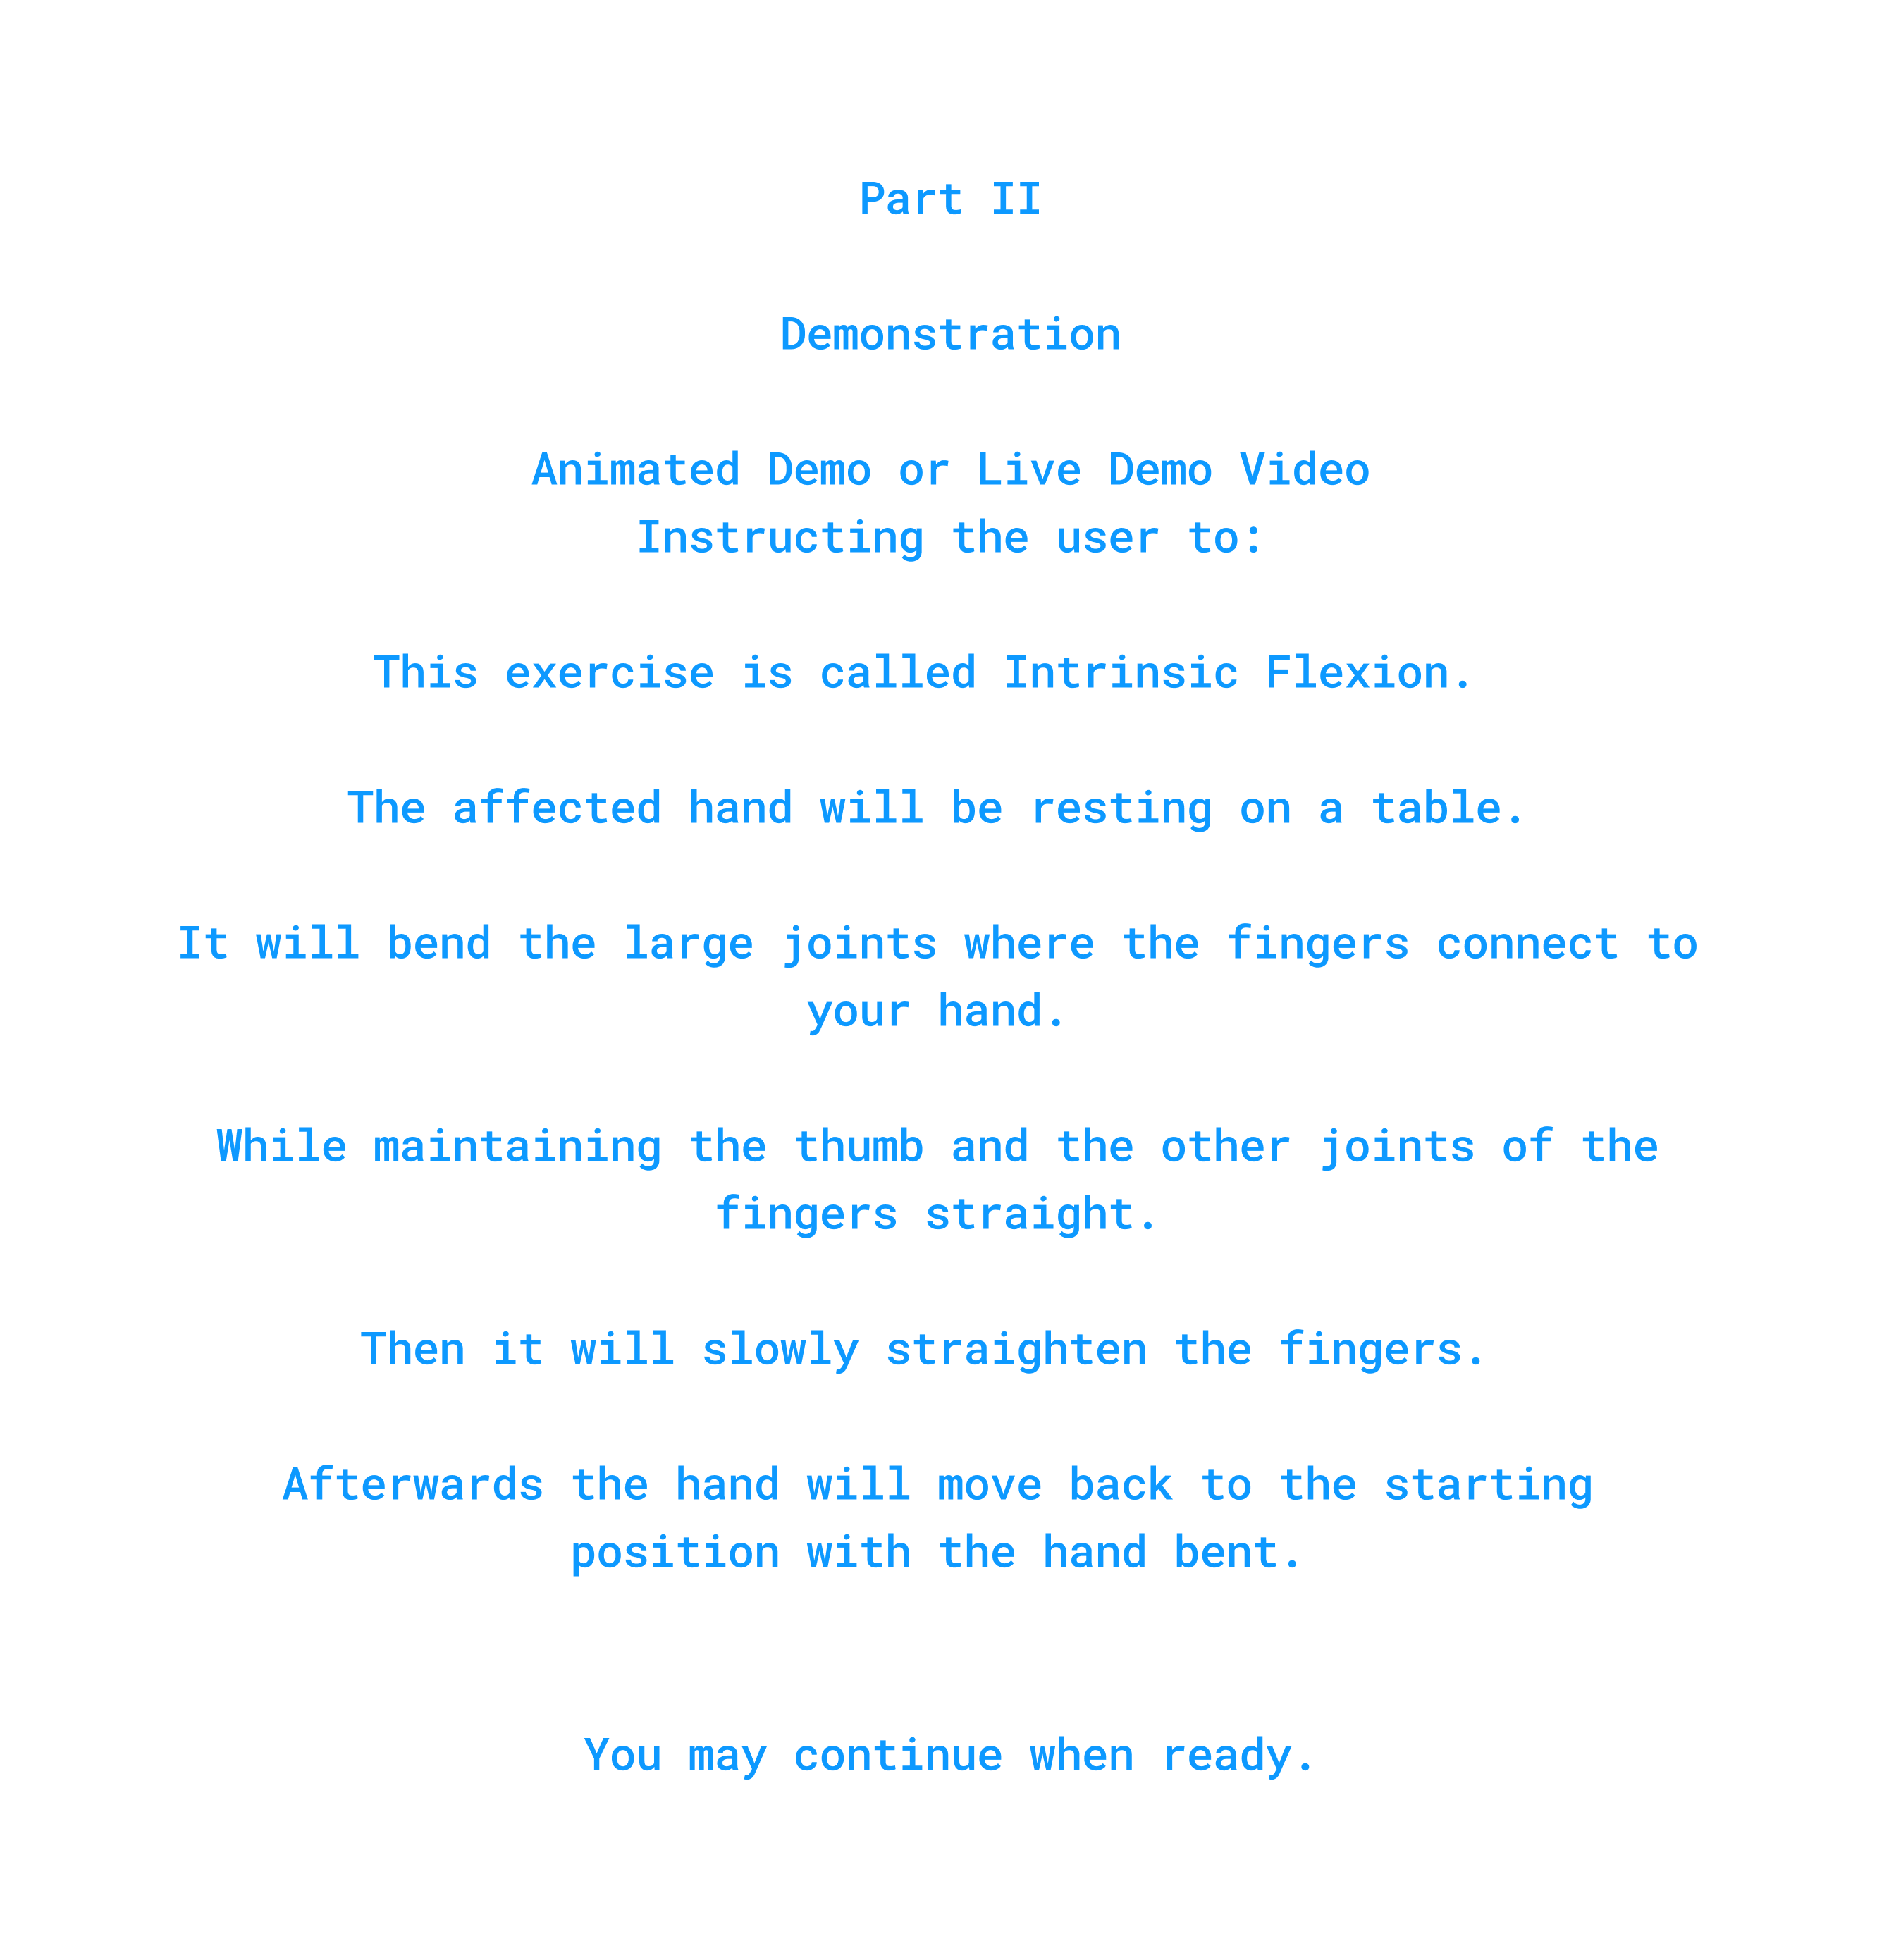 Part II
Demonstration
Animated Demo or Live Demo Video
Instructing the user to:
This exercise is called Intrinsic Flexion.
The affected hand will be resting on a table.
It will bend the large joints where the fingers connect to
your hand.
While maintaining the thumb and the other joints of the
fingers straight.
Then it will slowly straighten the fingers.
Afterwards the hand will move back to the starting
position with the hand bent.
You may continue when ready.